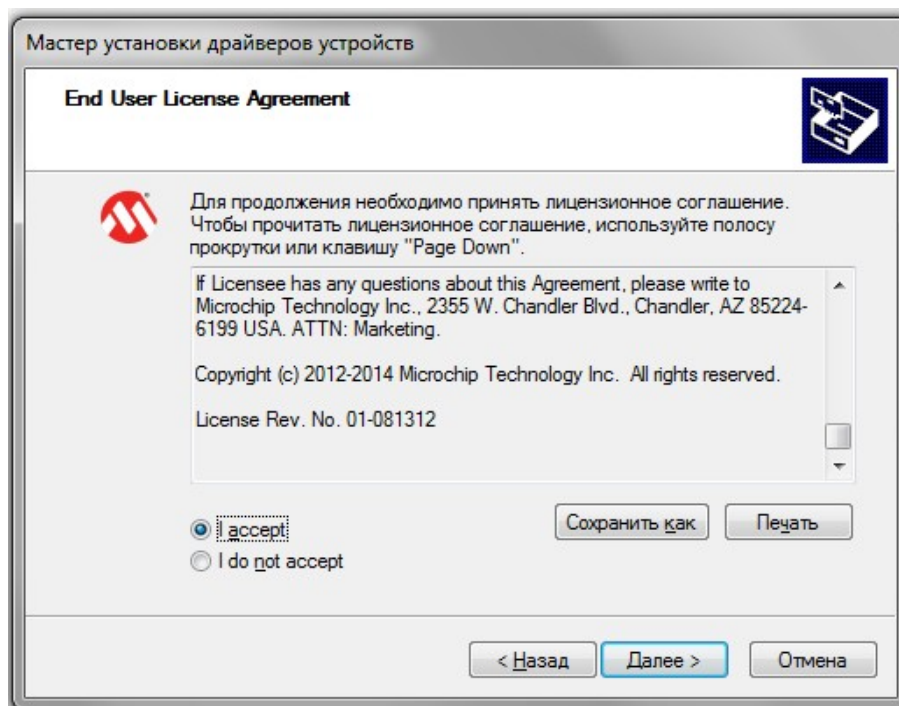 Мастер установки драйверов устройств
End User License Agreement
Для продолжения необходимо принять лицензионное соглашение.
Чтобы прочитать лицензионное соглашение, используйте полосу
прокрутки или клавишу "Page Down".
If Licensee has any questions about this Agreement, please write to
Microchip Technology Inc., 2355 W. Chandler Blvd., Chandler, AZ 85224-
6199 USA. ATTN: Marketing.
Copyright (c) 2012-2014 Microchip Technology Inc.  All rights reserved.
License Rev. No. 01-081312
I accept
Сохранить как
Печать
I do not accept
< Назад
Далее >
Отмена